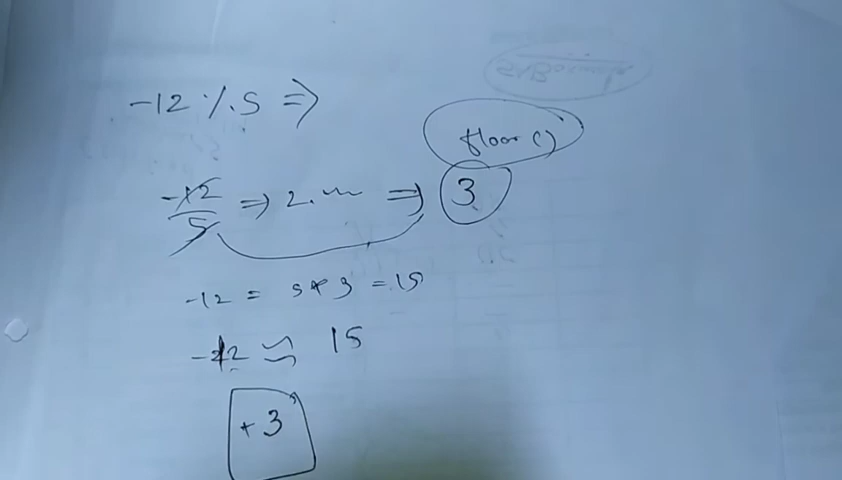 -12 % 5 ⇒
floor()
-12/5 ⇒ 2. ⇒ 3
-12 = 5*3 = 15
-12 ≈ 15
+3